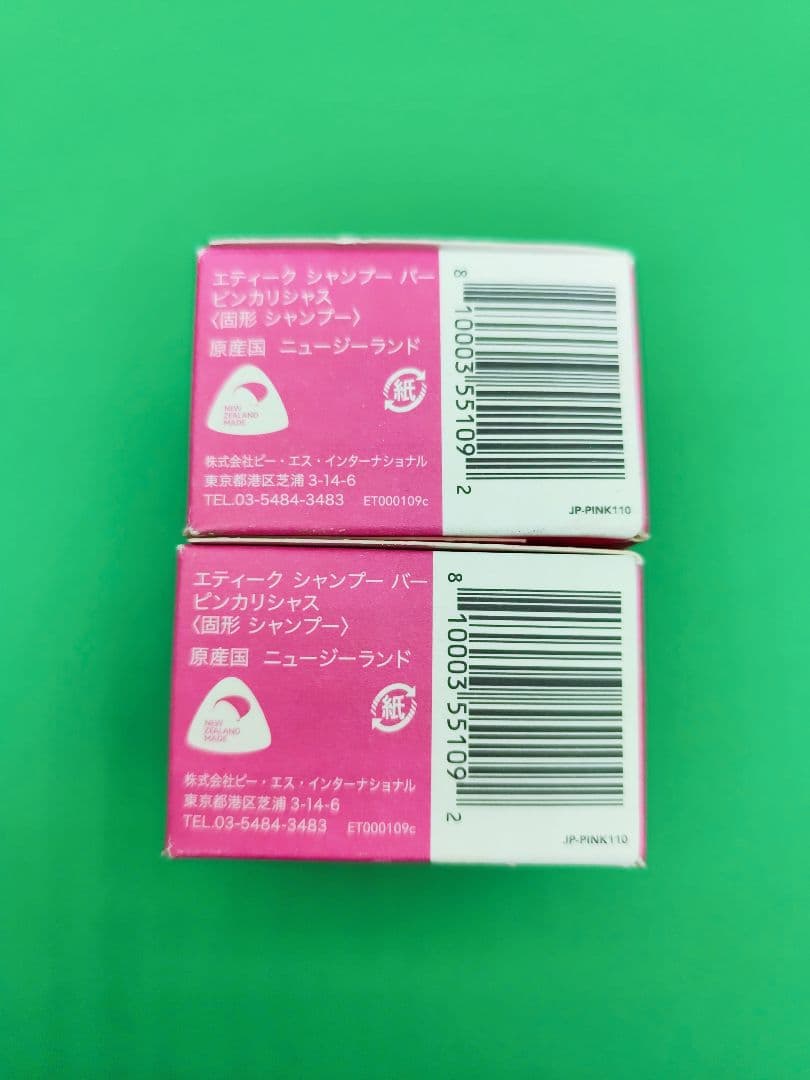 エティーク シャンプー バー
ピンカリシャス
〈固形 シャンプー〉
原産国 ニュージーランド
NEW
ZEALAND
MADE
紙
株式会社ピー・エス・インターナショナル
東京都港区芝浦 3-14-6
TEL.03-5484-3483 ET000109c
8 10003 55109 2
JP-PINK110
エティーク シャンプー バー
ピンカリシャス
〈固形 シャンプー〉
原産国 ニュージーランド
NEW
ZEALAND
MADE
紙
株式会社ピー・エス・インターナショナル
東京都港区芝浦 3-14-6
TEL.03-5484-3483 ET000109c
8 10003 55109 2
JP-PINK110